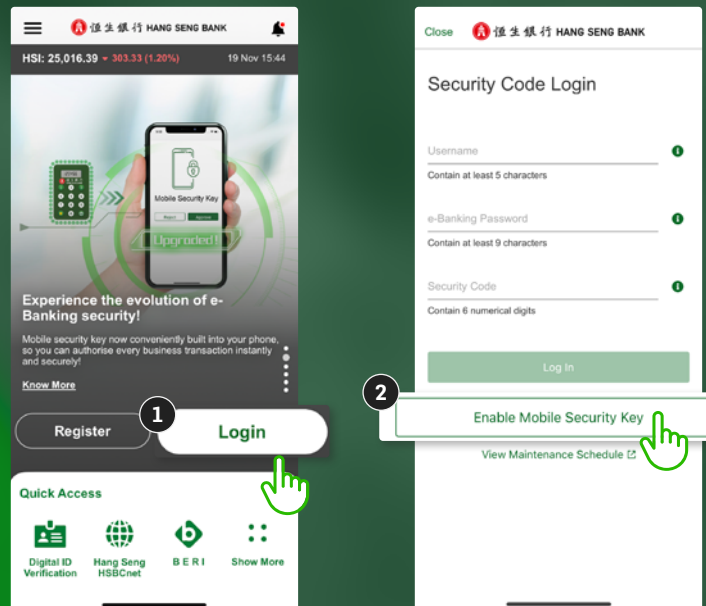 恒生銀行 HANG SENG BANK
HSI: 25,016.39 303.33 (1.20%) 19 Nov 15:44
Mobile Security Key
Upgraded!
Experience the evolution of e-
Banking security!
Mobile security key now conveniently built into your phone,
so you can authorise every business transaction instantly
and securely!
Know More
1
Register
Login
Quick Access
Digital ID
Verification
Hang Seng
HSBCnet
BERI
Show More
Close
恒生銀行 HANG SENG BANK
Security Code Login
Username
Contain at least 5 characters
e-Banking Password
Contain at least 9 characters
Security Code
Contain 6 numerical digits
Log In
2
Enable Mobile Security Key
View Maintenance Schedule